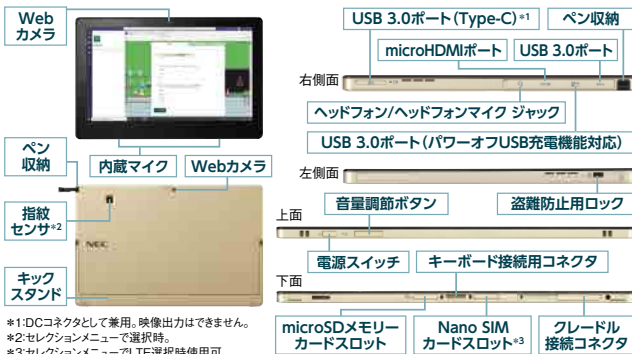 Web
カメラ
USB 3.0ポート(Type-C)*1
ペン収納
microHDMIポート
USB 3.0ポート
右側面
ヘッドフォン/ヘッドフォンマイク ジャック
USB 3.0ポート(パワーオフUSB充電機能対応)
ペン
収納
内蔵マイク
Webカメラ
左側面
盗難防止用ロック
指紋
センサ*2
NEC
上面
音量調節ボタン
電源スイッチ
キーボード接続用コネクタ
下面
キック
スタンド
microSDメモリー
カードスロット
Nano SIM
カードスロット*3
クレードル
接続コネクタ
*1:DCコネクタとして兼用。映像出力はできません。
*2:セレクションメニューで選択時。
*3:セレクションメニューでLTE選択時使用可